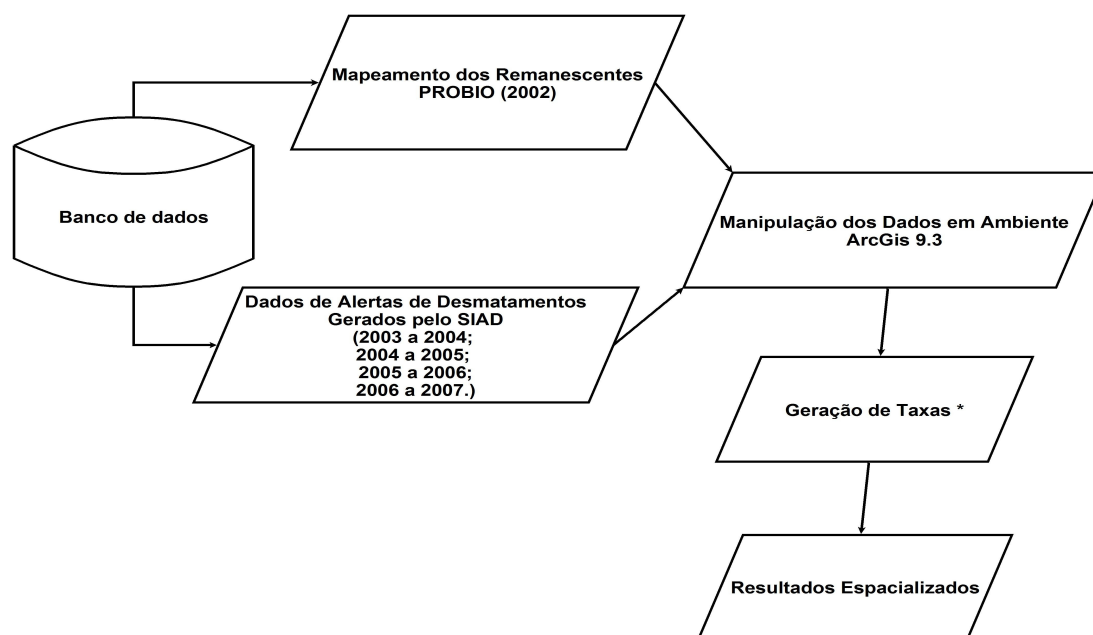 Mapeamento dos Remanescentes
PROBIO (2002)
Banco de dados
Manipulação dos Dados em Ambiente
ArcGis 9.3
Dados de Alertas de Desmatamentos
Gerados pelo SIAD
(2003 a 2004;
2004 a 2005;
2005 a 2006;
2006 a 2007.)
Geração de Taxas *
Resultados Espacializados